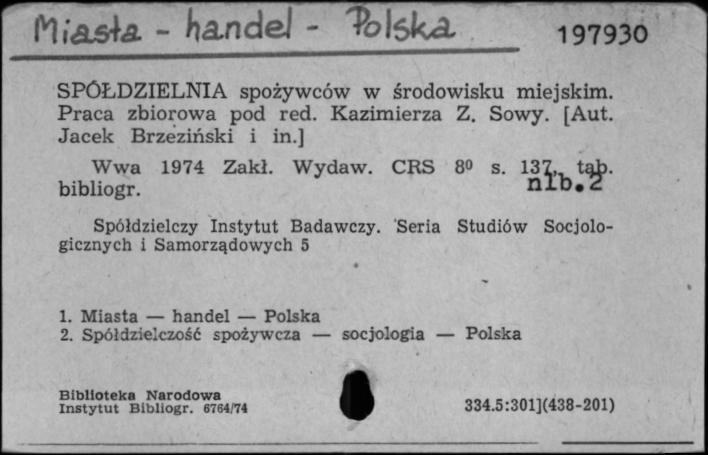 Miasta - handel - Polska
197930
SPÓŁDZIELNIA spożywców w środowisku miejskim.
Praca zbiorowa pod red. Kazimierza Z. Sowy. [Aut.
Jacek Brzeziński i in.]
Wwa 1974 Zakł. Wydaw. CRS 8⁰ s. 137, tab.
nlb.2
bibliogr.
Spółdzielczy Instytut Badawczy. Seria Studiów Socjolo-
gicznych i Samorządowych 5
1. Miasta — handel — Polska
2. Spółdzielczość spożywcza — socjologia — Polska
Biblioteka Narodowa
Instytut Bibliogr. 6764/74
334.5:301](438-201)